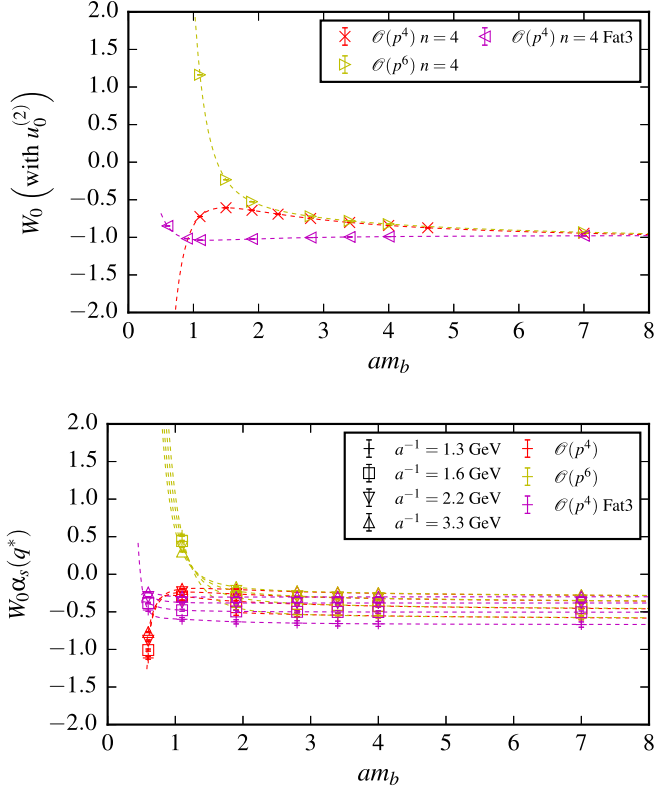 2.0
1.5
1.0
0.5
0.0
−0.5
−1.0
−1.5
−2.0
W₀ (with u₀⁽²⁾)
𝒪(p⁴) n = 4
𝒪(p⁶) n = 4
𝒪(p⁴) n = 4 Fat3
0 1 2 3 4 5 6 7 8
am_b
2.0
1.5
1.0
0.5
0.0
−0.5
−1.0
−1.5
−2.0
W₀α_s(q*)
a⁻¹ = 1.3 GeV
a⁻¹ = 1.6 GeV
a⁻¹ = 2.2 GeV
a⁻¹ = 3.3 GeV
𝒪(p⁴)
𝒪(p⁶)
𝒪(p⁴) Fat3
0 1 2 3 4 5 6 7 8
am_b